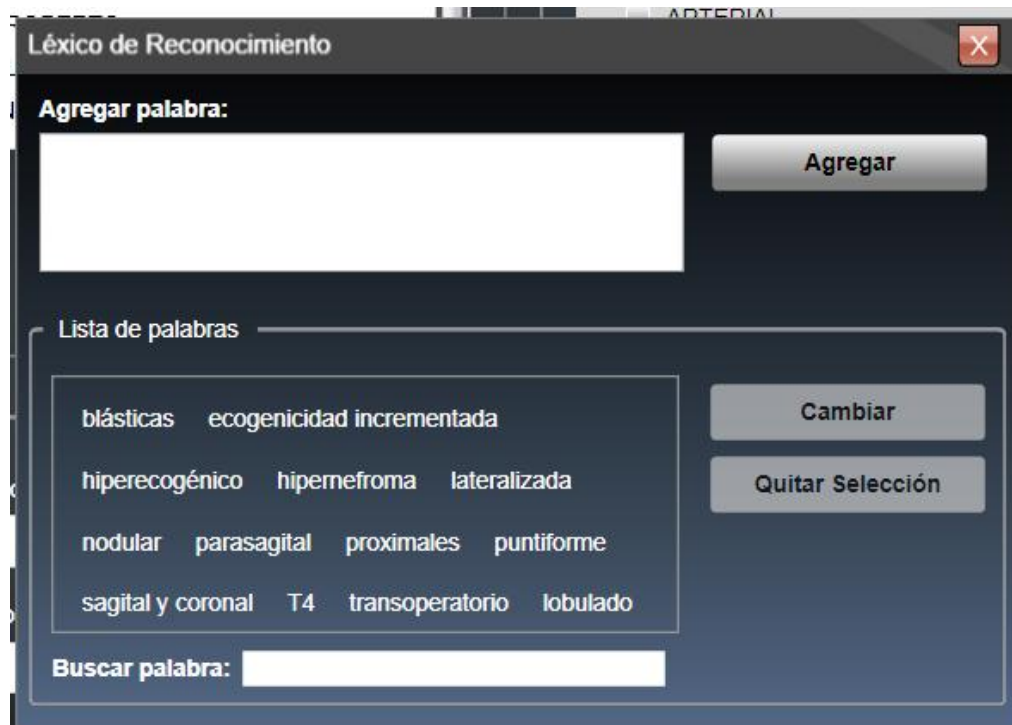 ARTERIAL
Léxico de Reconocimiento
X
Agregar palabra:
Agregar
Lista de palabras
blásticas ecogenicidad incrementada
Cambiar
hiperecogénico hipernefroma lateralizada
Quitar Selección
nodular parasagital proximales puntiforme
sagital y coronal T4 transoperatorio lobulado
Buscar palabra: